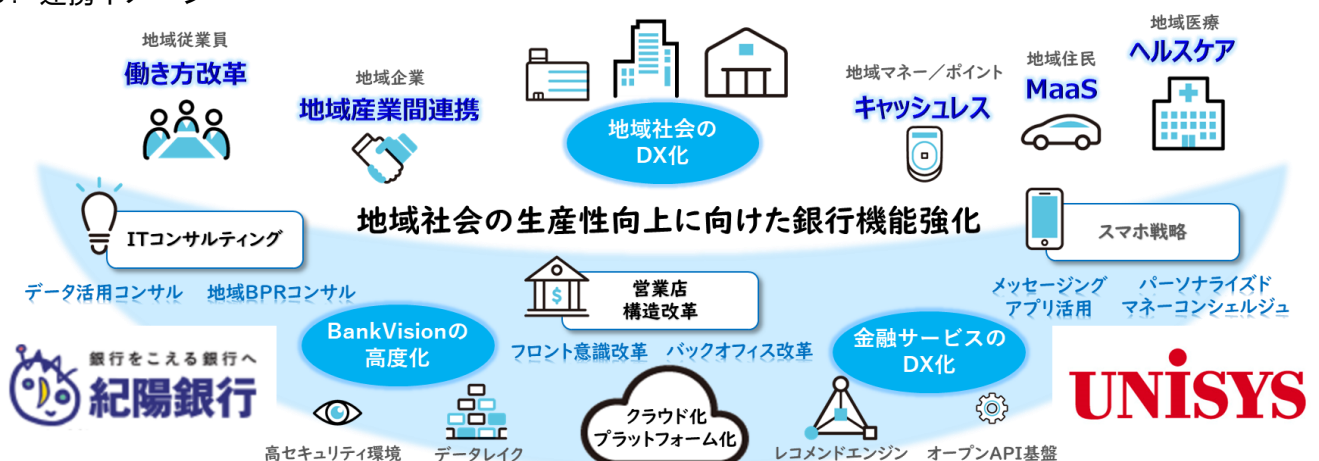 地域従業員
働き方改革
地域企業
地域産業間連携
地域社会の
DX化
地域マネー／ポイント
キャッシュレス
地域住民
MaaS
地域医療
ヘルスケア
地域社会の生産性向上に向けた銀行機能強化
ITコンサルティング
データ活用コンサル 地域BPRコンサル
$
営業店
構造改革
フロント意識改革 バックオフィス改革
スマホ戦略
メッセージング
アプリ活用
パーソナライズド
マネーコンシェルジュ
BankVisionの
高度化
金融サービスの
DX化
銀行をこえる銀行へ
紀陽銀行
UNiSYS
高セキュリティ環境
データレイク
クラウド化
プラットフォーム化
レコメンドエンジン
オープンAPI基盤